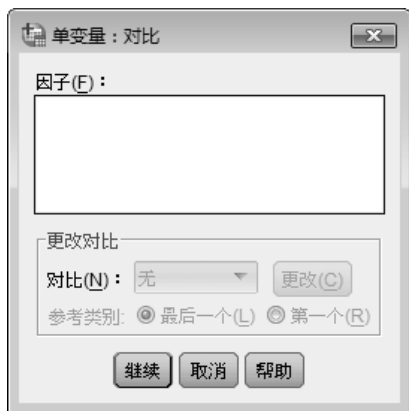 单变量：对比
因子(F)：
更改对比
对比(N)： 无 更改(C)
参考类别: 最后一个(L) 第一个(R)
继续 取消 帮助